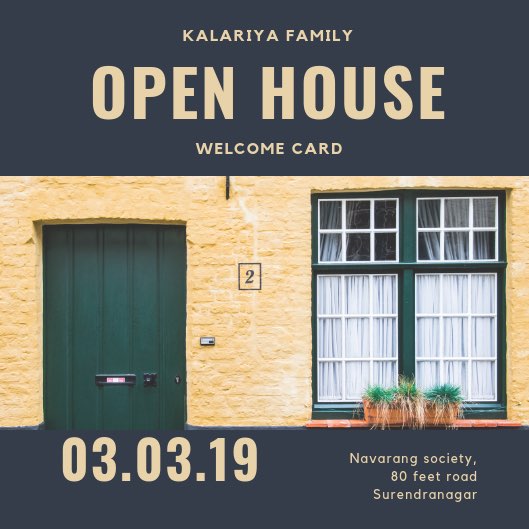 KALARIYA FAMILY
OPEN HOUSE
WELCOME CARD
2
03.03.19
Navarang society,
80 feet road
Surendranagar